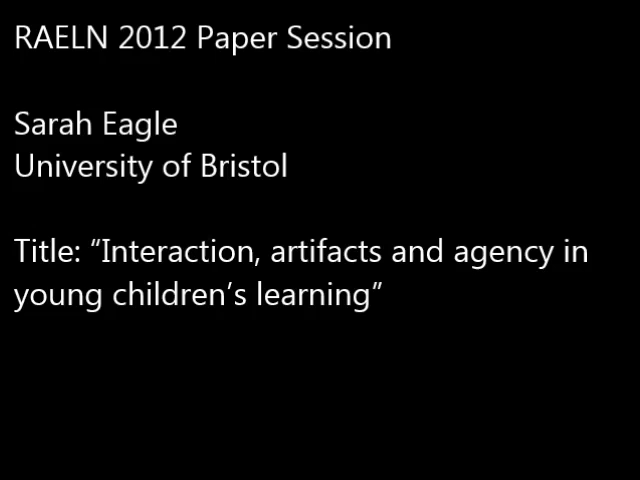 RAELN 2012 Paper Session
Sarah Eagle
University of Bristol
Title: “Interaction, artifacts and agency in
young children’s learning”